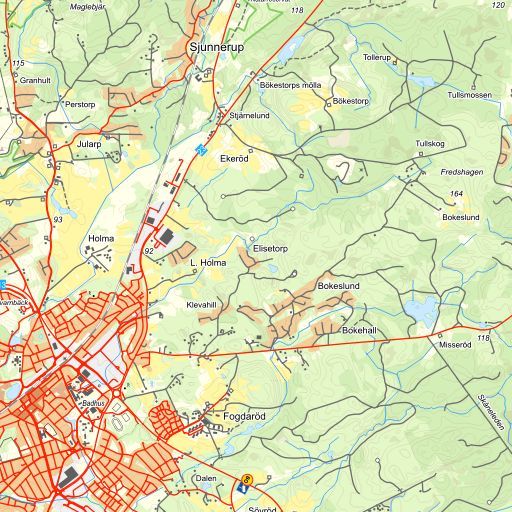 Maglebjär
120
Sjunnerup
115
Tollerup
Granhult
Bökestorps mölla
Tullsmossen
Perstorp
Bökestorp
Stjärnelund
Jularp
Tullskog
Ekeröd
Fredshagen
93
164
Bokeslund
Holma
92
Elisetorp
L. Holma
Bokeslund
Klevahill
Bokehall
118
Misseröd
Skåneleden
Badhus
Fogdaröd
Dalen
Sövröd